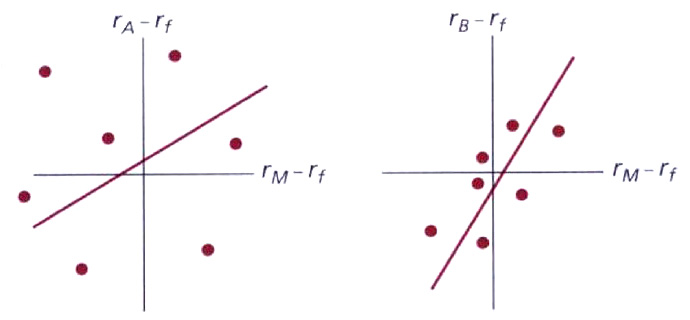 r_A – r_f
r_M – r_f
r_B – r_f
r_M – r_f